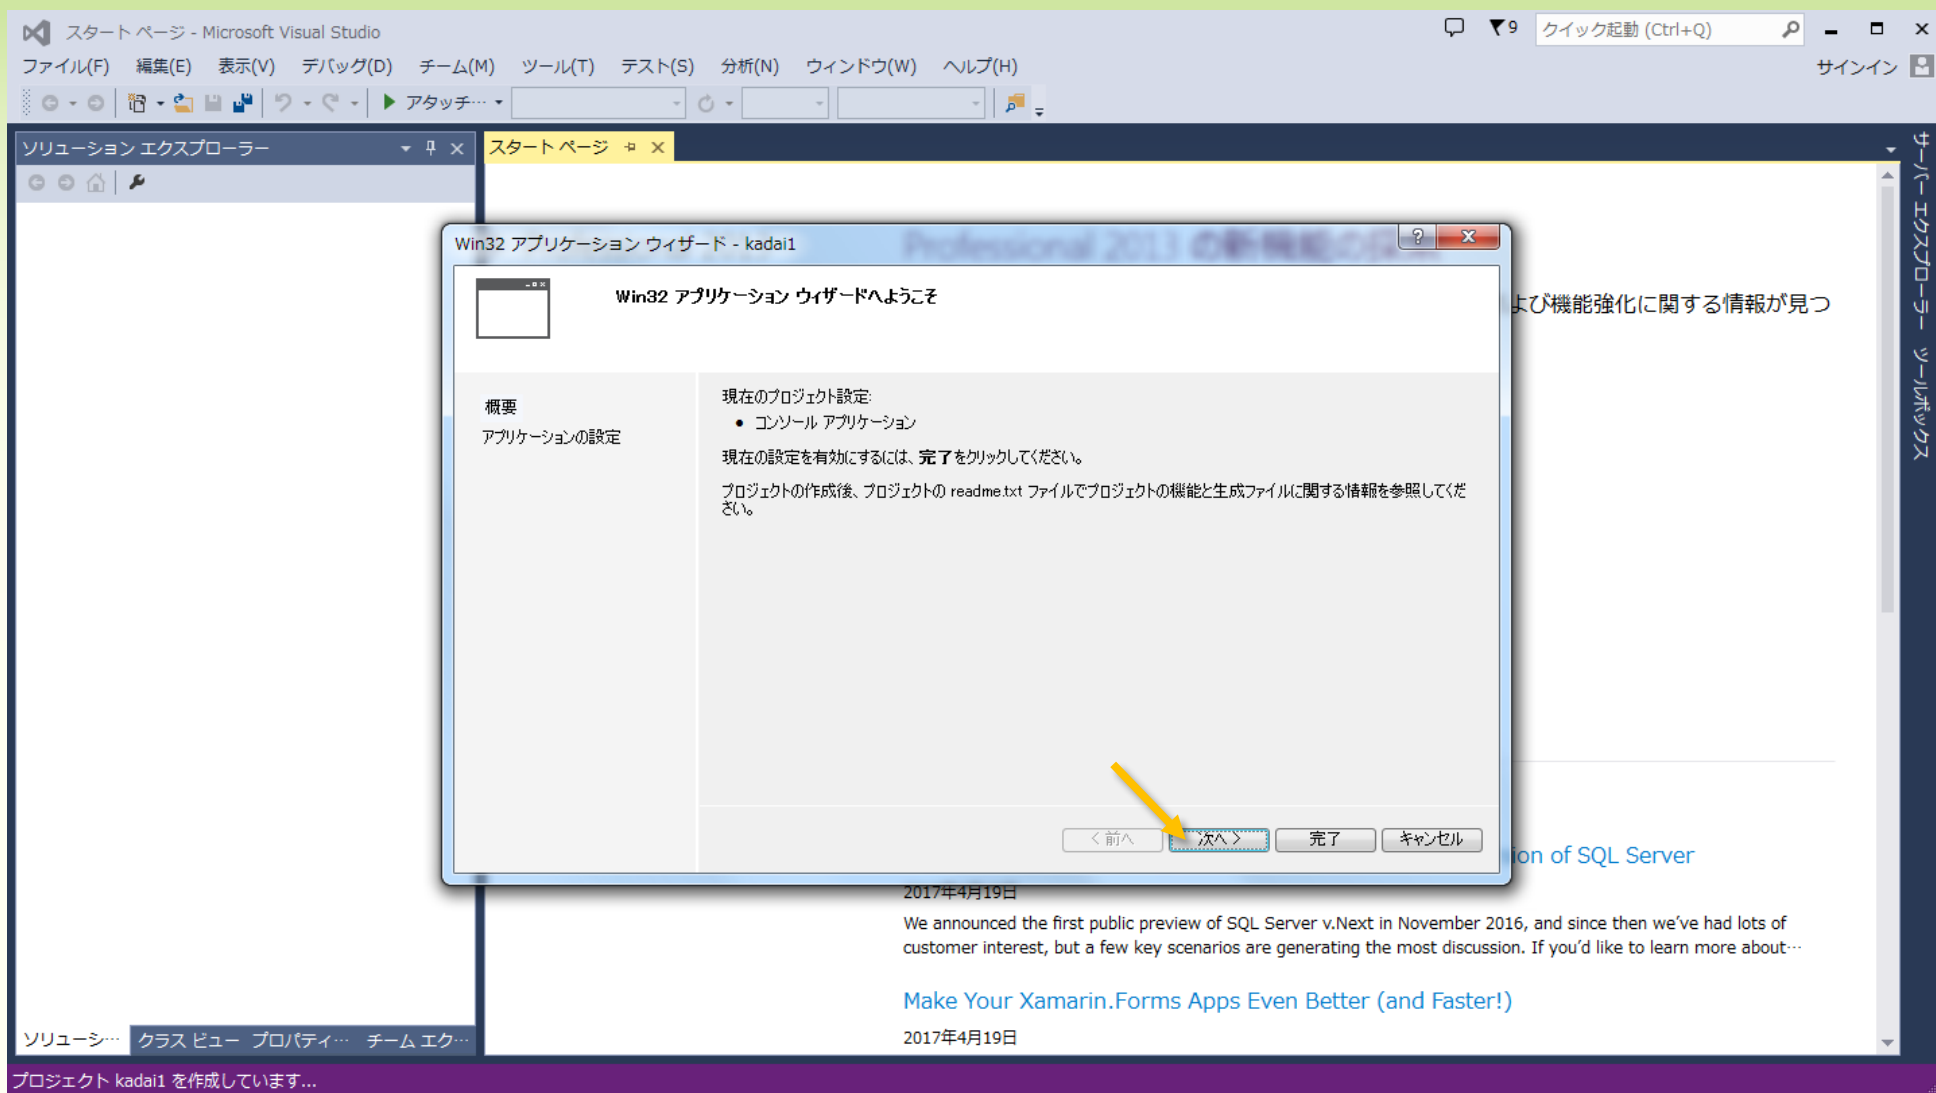 スタート ページ - Microsoft Visual Studio
9
クイック起動 (Ctrl+Q)
ファイル(F) 編集(E) 表示(V) デバッグ(D) チーム(M) ツール(T) テスト(S) 分析(N) ウィンドウ(W) ヘルプ(H)
サインイン
アタッチ…
ソリューション エクスプローラー
スタート ページ
サーバー エクスプローラー
ツールボックス
Professional 2013 の新機能の
よび機能強化に関する情報が見つ
Win32 アプリケーション ウィザード - kadai1
Win32 アプリケーション ウィザードへようこそ
概要
アプリケーションの設定
現在のプロジェクト設定:
• コンソール アプリケーション
現在の設定を有効にするには、完了をクリックしてください。
プロジェクトの作成後、プロジェクトの readme.txt ファイルでプロジェクトの機能と生成ファイルに関する情報を参照してくだ
さい。
< 前へ
次へ >
完了
キャンセル
ion of SQL Server
2017年4月19日
We announced the first public preview of SQL Server v.Next in November 2016, and since then we've had lots of
customer interest, but a few key scenarios are generating the most discussion. If you'd like to learn more about…
Make Your Xamarin.Forms Apps Even Better (and Faster!)
2017年4月19日
ソリューシ… クラス ビュー プロパティ… チーム エク…
プロジェクト kadai1 を作成しています...